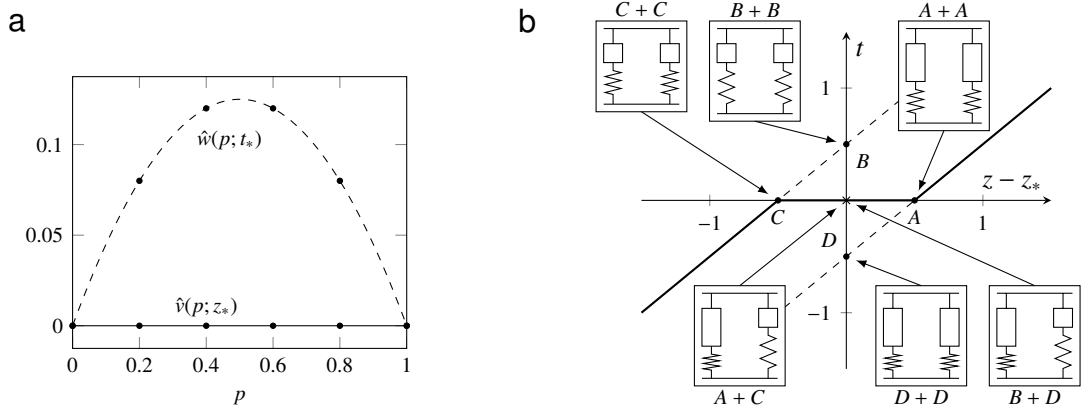 a
0.1
0.05
0
ŵ(p; t*)
v̂(p; z*)
0 0.2 0.4 0.6 0.8 1
p
b
C + C B + B A + A
t
1
B
z − z*
-1 C A 1
D
−1
A + C D + D B + D